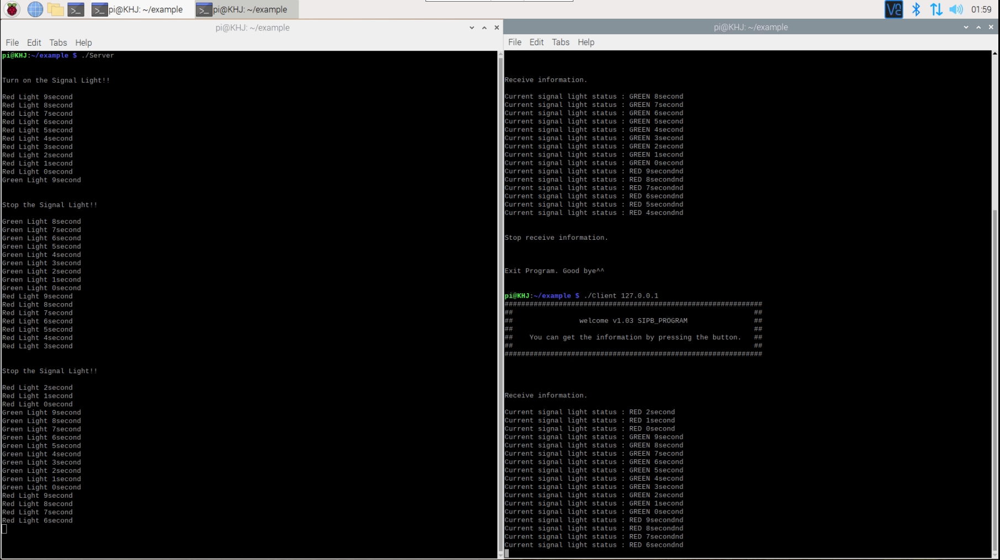 pi@KHJ: ~/example
pi@KHJ: ~/example
01:59
pi@KHJ: ~/example
File Edit Tabs Help
pi@KHJ:~/example $ ./Server
Turn on the Signal Light!!
Red Light 9second
Red Light 8second
Red Light 7second
Red Light 6second
Red Light 5second
Red Light 4second
Red Light 3second
Red Light 2second
Red Light 1second
Red Light 0second
Green Light 9second
Stop the Signal Light!!
Green Light 8second
Green Light 7second
Green Light 6second
Green Light 5second
Green Light 4second
Green Light 3second
Green Light 2second
Green Light 1second
Green Light 0second
Red Light 9second
Red Light 8second
Red Light 7second
Red Light 6second
Red Light 5second
Red Light 4second
Red Light 3second
Stop the Signal Light!!
Red Light 2second
Red Light 1second
Red Light 0second
Green Light 9second
Green Light 8second
Green Light 7second
Green Light 6second
Green Light 5second
Green Light 4second
Green Light 3second
Green Light 2second
Green Light 1second
Green Light 0second
Red Light 9second
Red Light 8second
Red Light 7second
Red Light 6second
pi@KHJ: ~/example
File Edit Tabs Help
Receive information.
Current signal light status : GREEN 8second
Current signal light status : GREEN 7second
Current signal light status : GREEN 6second
Current signal light status : GREEN 5second
Current signal light status : GREEN 4second
Current signal light status : GREEN 3second
Current signal light status : GREEN 2second
Current signal light status : GREEN 1second
Current signal light status : GREEN 0second
Current signal light status : RED 9secondnd
Current signal light status : RED 8secondnd
Current signal light status : RED 7secondnd
Current signal light status : RED 6secondnd
Current signal light status : RED 5secondnd
Current signal light status : RED 4secondnd
Stop receive information.
Exit Program. Good bye^^
pi@KHJ:~/example $ ./Client 127.0.0.1
##############################################################
## ##
## welcome v1.03 SIPB_PROGRAM ##
## ##
## You can get the information by pressing the button. ##
## ##
##############################################################
Receive information.
Current signal light status : RED 2second
Current signal light status : RED 1second
Current signal light status : RED 0second
Current signal light status : GREEN 9second
Current signal light status : GREEN 8second
Current signal light status : GREEN 7second
Current signal light status : GREEN 6second
Current signal light status : GREEN 5second
Current signal light status : GREEN 4second
Current signal light status : GREEN 3second
Current signal light status : GREEN 2second
Current signal light status : GREEN 1second
Current signal light status : GREEN 0second
Current signal light status : RED 9secondnd
Current signal light status : RED 8secondnd
Current signal light status : RED 7secondnd
Current signal light status : RED 6secondnd